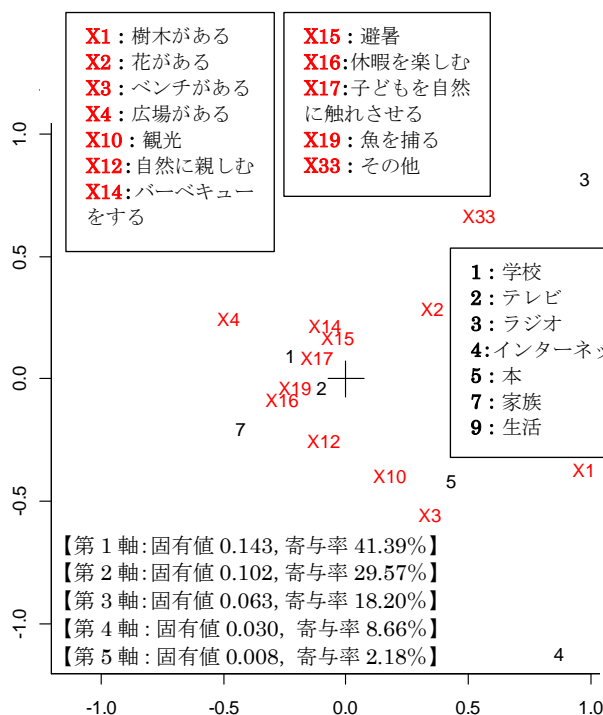 X1：樹木がある
X2：花がある
X3：ベンチがある
X4：広場がある
X10：観光
X12：自然に親しむ
X14：バーベキュー
をする
X15：避暑
X16：休暇を楽しむ
X17：子どもを自然
に触れさせる
X19：魚を捕る
X33：その他
1.0
3
X33
0.5
1：学校
2：テレビ
3：ラジオ
4：インターネッ
5：本
7：家族
9：生活
X2
X4
X14
X15
1
X17
0.0
2
X19
X16
7
X12
X10
5
X1
-0.5
X3
【第 1 軸：固有値 0.143, 寄与率 41.39%】
【第 2 軸：固有値 0.102, 寄与率 29.57%】
【第 3 軸：固有値 0.063, 寄与率 18.20%】
【第 4 軸：固有値 0.030, 寄与率 8.66%】
【第 5 軸：固有値 0.008, 寄与率 2.18%】
-1.0
4
-1.0 -0.5 0.0 0.5 1.0